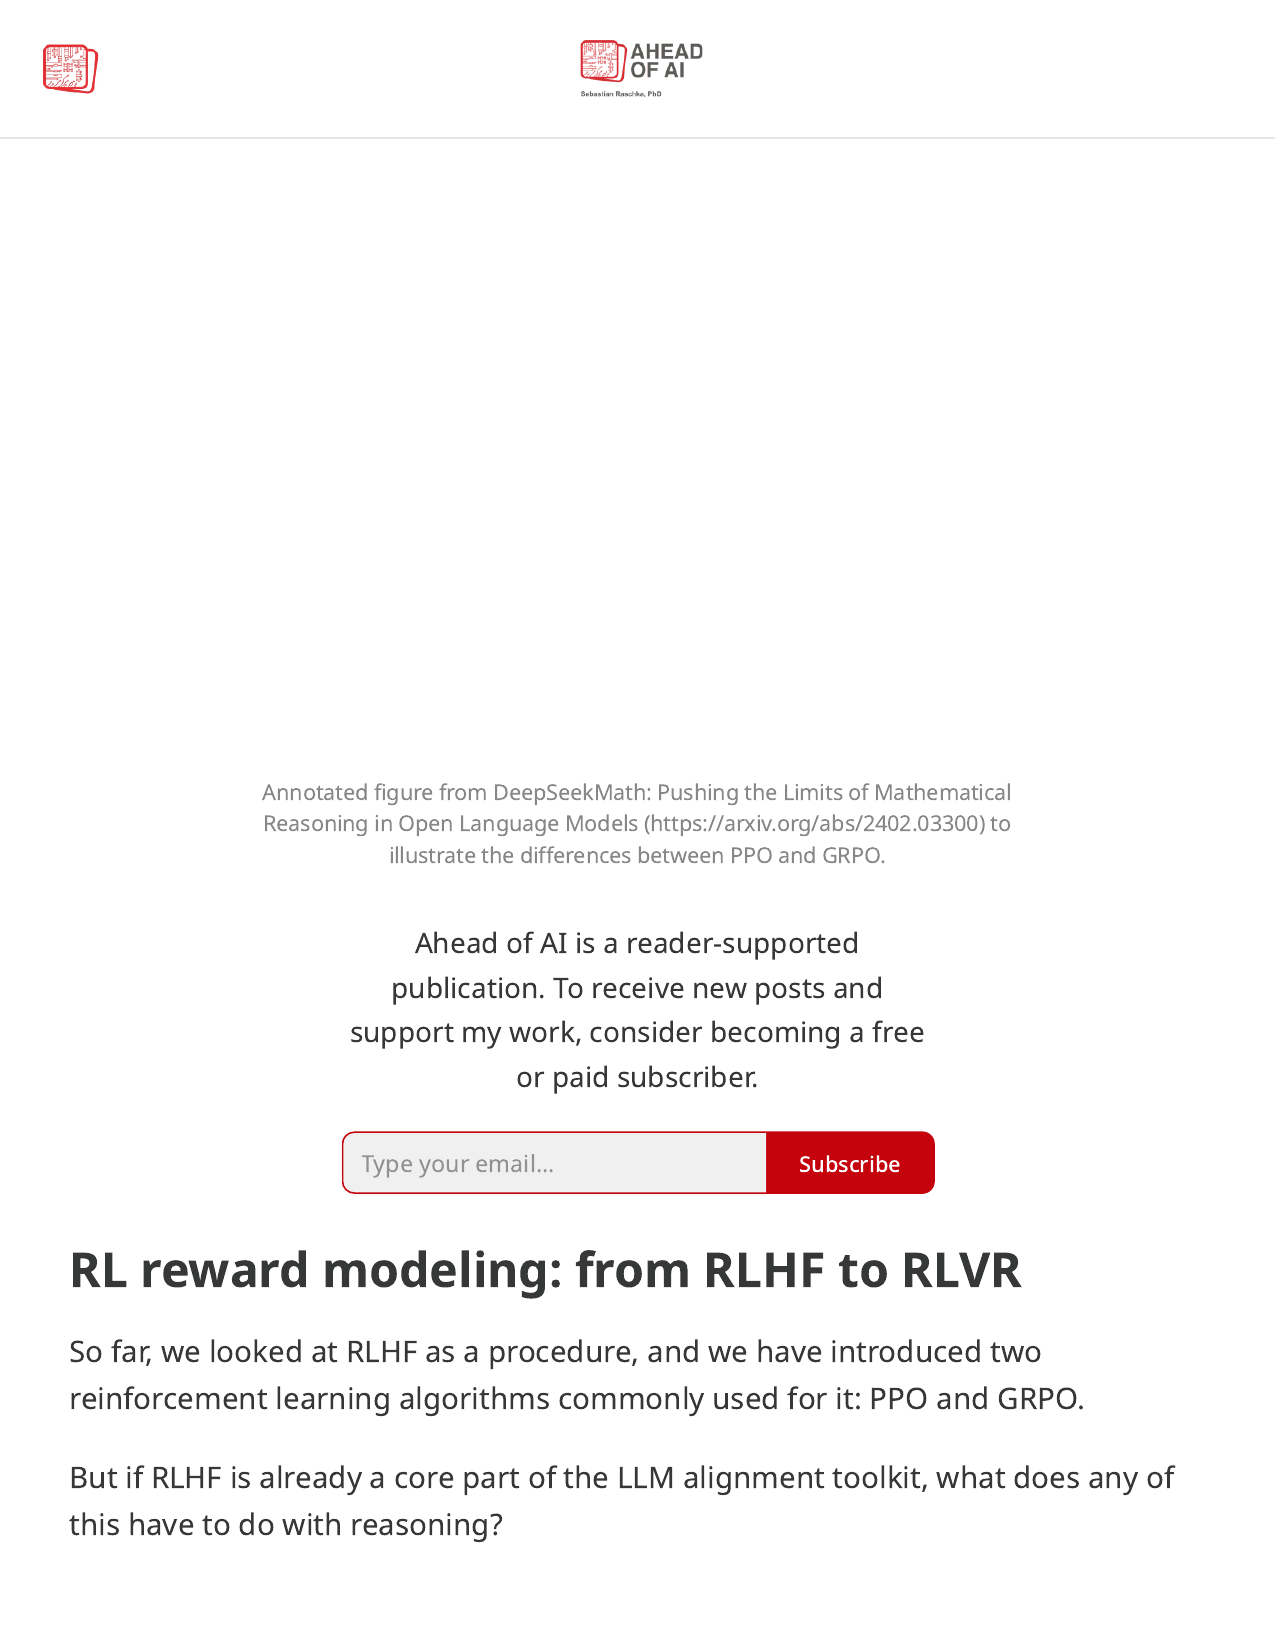 AHEAD
OF AI
Sebastian Raschka, PhD
Annotated figure from DeepSeekMath: Pushing the Limits of Mathematical
Reasoning in Open Language Models (https://arxiv.org/abs/2402.03300) to
illustrate the differences between PPO and GRPO.
Ahead of AI is a reader-supported
publication. To receive new posts and
support my work, consider becoming a free
or paid subscriber.
Type your email...
Subscribe
RL reward modeling: from RLHF to RLVR
So far, we looked at RLHF as a procedure, and we have introduced two
reinforcement learning algorithms commonly used for it: PPO and GRPO.
But if RLHF is already a core part of the LLM alignment toolkit, what does any of
this have to do with reasoning?